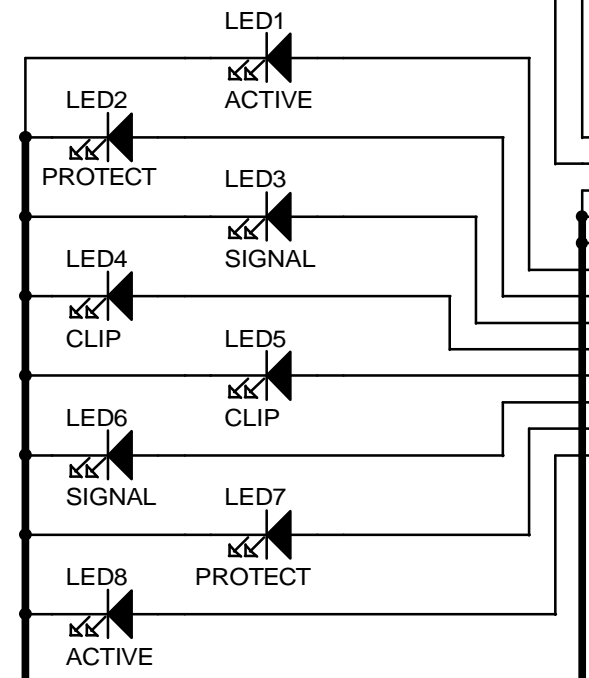 LED1
ACTIVE
LED2
PROTECT
LED3
SIGNAL
LED4
CLIP
LED5
CLIP
LED6
SIGNAL
LED7
PROTECT
LED8
ACTIVE